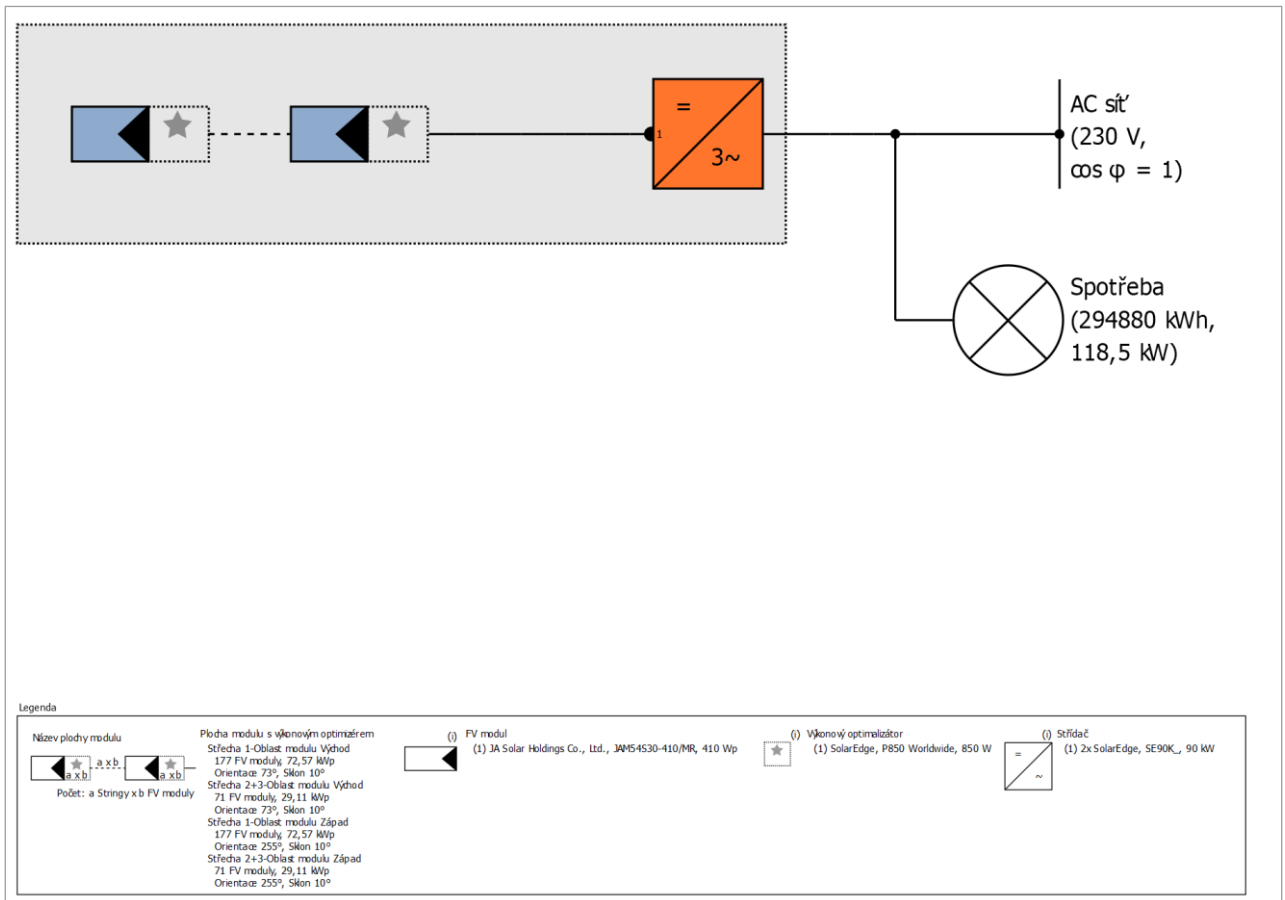 =
1
3~
AC síť
(230 V,
cos φ = 1)
Spotřeba
(294880 kWh,
118,5 kW)
Legenda
Název plochy modulu
a x b
a x b
a x b
Počet: a Stringy x b FV moduly
Plocha modulu s výkonovým optimizérem
Střecha 1-Oblast modulu Východ
177 FV moduly, 72,57 kWp
Orientace 73°, Sklon 10°
Střecha 2+3-Oblast modulu Východ
71 FV moduly, 29,11 kWp
Orientace 73°, Sklon 10°
Střecha 1-Oblast modulu Západ
177 FV moduly, 72,57 kWp
Orientace 255°, Sklon 10°
Střecha 2+3-Oblast modulu Západ
71 FV moduly, 29,11 kWp
Orientace 255°, Sklon 10°
(i) FV modul
(1) JA Solar Holdings Co., Ltd., JAM54S30-410/MR, 410 Wp
(i) Výkonový optimalizátor
(1) SolarEdge, P850 Worldwide, 850 W
(i) Střídač
(1) 2x SolarEdge, SE90K_, 90 kW
=
~